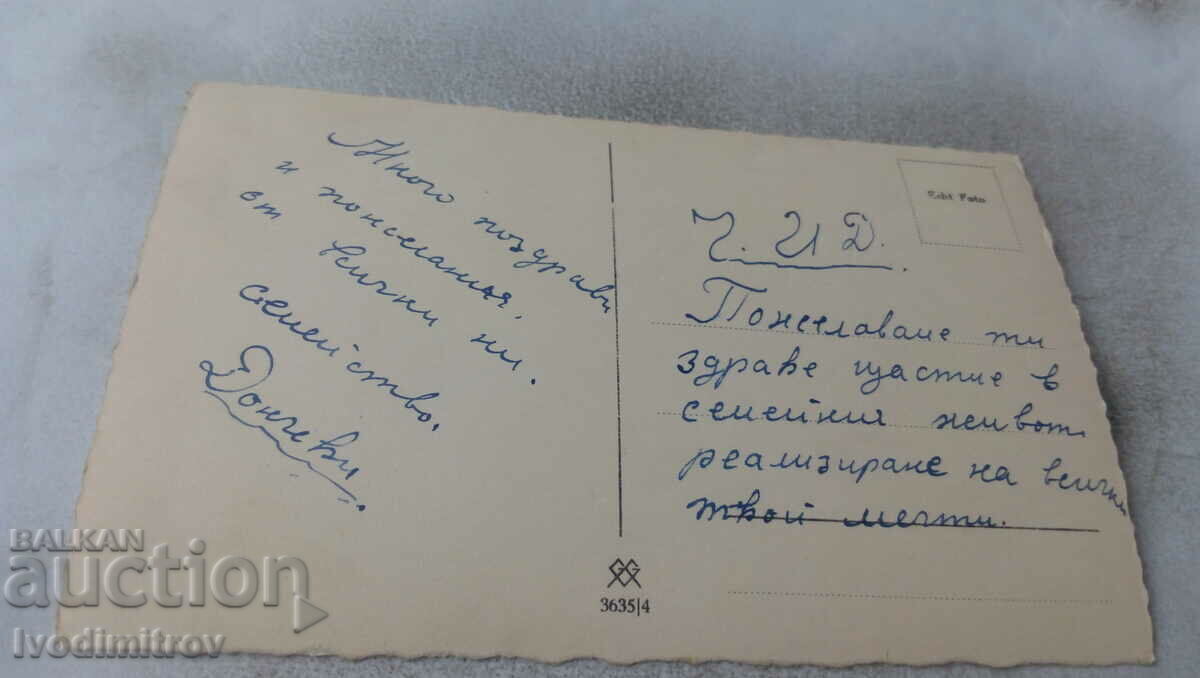 Много поздрави
и пожелания.
от всички ни.
семейство.
Дончеви.
Echt Foto
Ч. И Д.
Пожелаваме ти
здраве щастие в
семейния живот
реализиране на всички
твои мечти.
3635|4
BALKAN
auction
Ivodimitrov